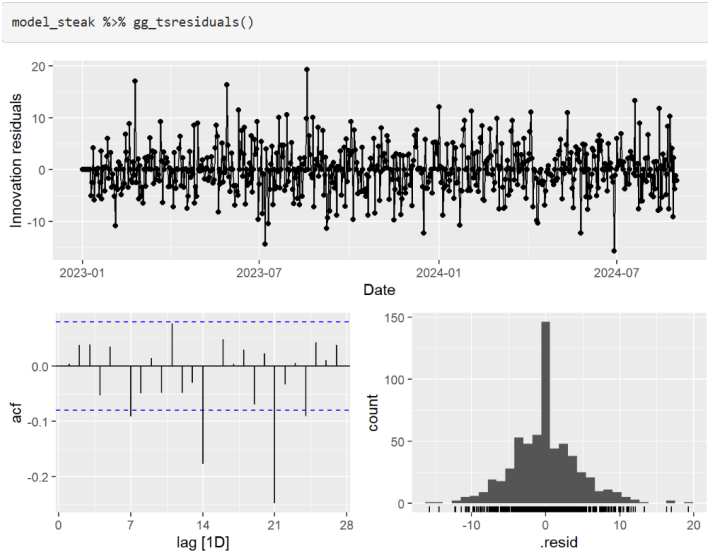 model_steak %>% gg_tsresiduals()
20
10
0
-10
Innovation residuals
2023-01 2023-07 2024-01 2024-07
Date
0.0
-0.1
-0.2
acf
0 7 14 21 28
lag [1D]
150
100
50
0
count
-10 0 10 20
.resid